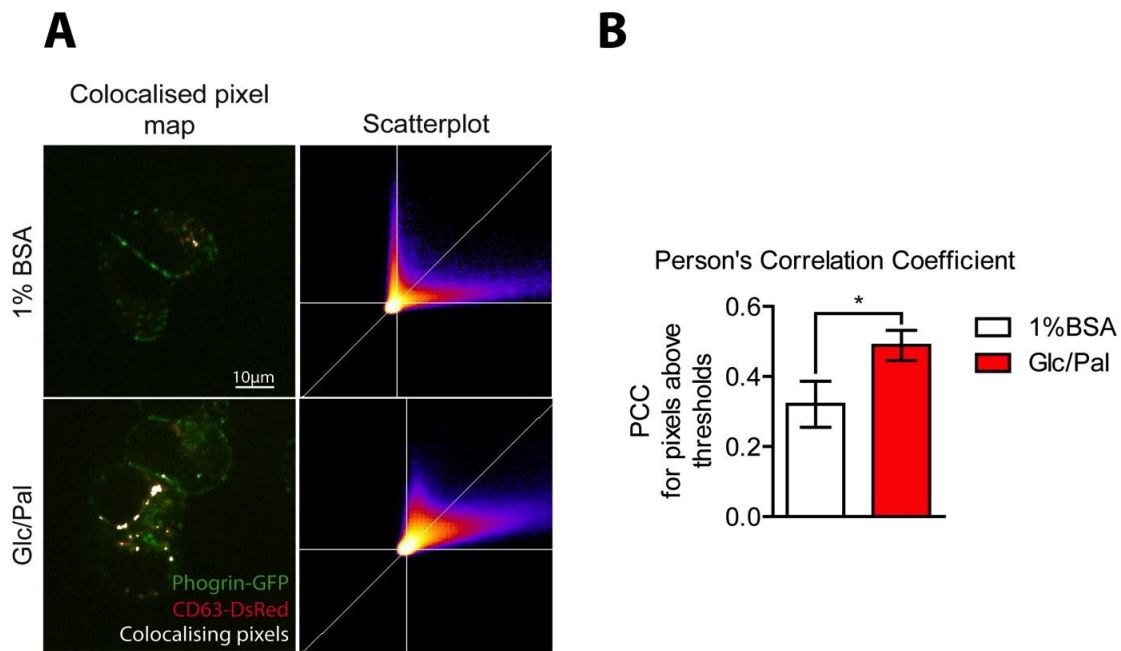 A
Colocalised pixel
map
Scatterplot
1% BSA
10µm
Glc/Pal
Phogrin-GFP
CD63-DsRed
Colocalising pixels
B
Person's Correlation Coefficient
PCC
for pixels above
thresholds
0.6
0.4
0.2
0.0
*
1%BSA
Glc/Pal